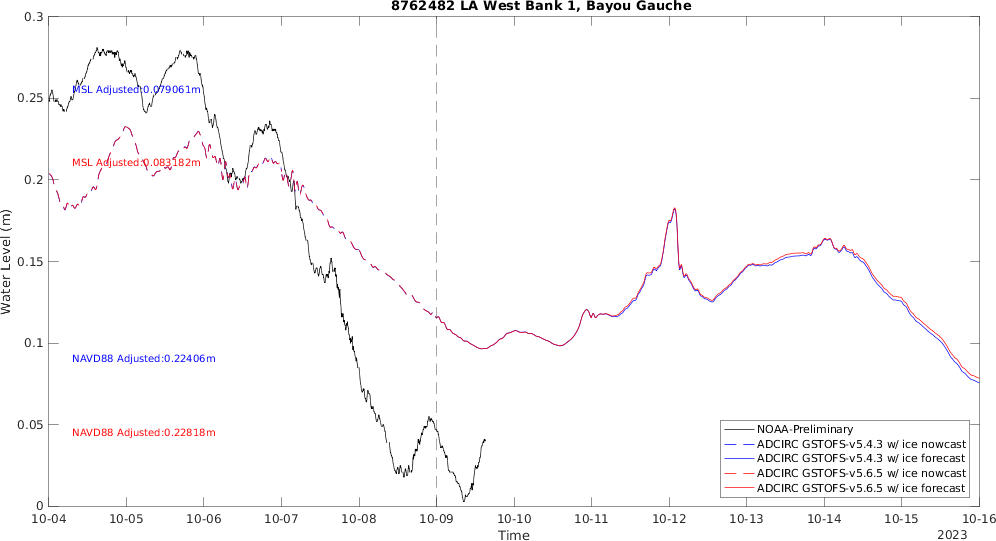 8762482 LA West Bank 1, Bayou Gauche
0.3
0.25
0.2
0.15
0.1
0.05
0
Water Level (m)
MSL Adjusted:0.079061m
MSL Adjusted:0.083182m
NAVD88 Adjusted:0.22406m
NAVD88 Adjusted:0.22818m
NOAA-Preliminary
ADCIRC GSTOFS-v5.4.3 w/ ice nowcast
ADCIRC GSTOFS-v5.4.3 w/ ice forecast
ADCIRC GSTOFS-v5.6.5 w/ ice nowcast
ADCIRC GSTOFS-v5.6.5 w/ ice forecast
10-04 10-05 10-06 10-07 10-08 10-09 10-10 10-11 10-12 10-13 10-14 10-15 10-16
Time
2023